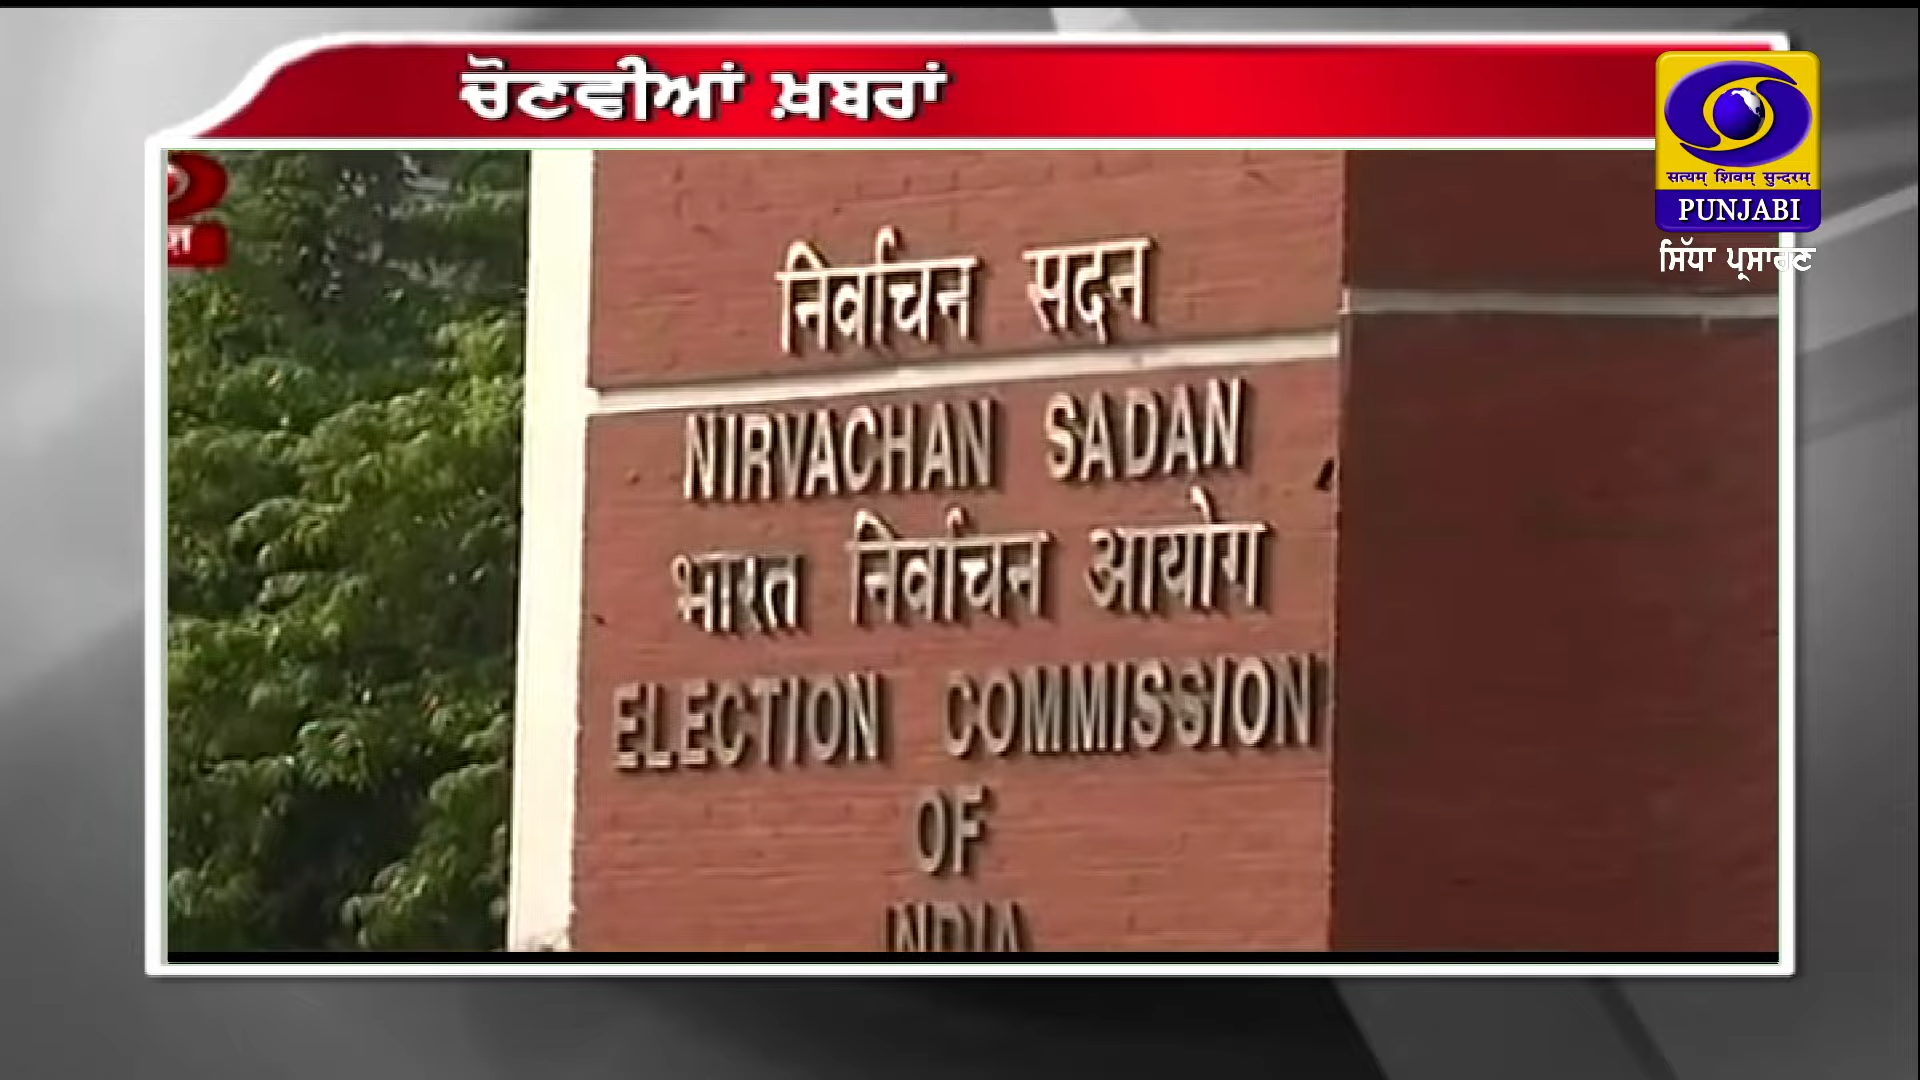 ਚੋਣਵੀਆਂ ਖ਼ਬਰਾਂ
सत्यम् शिवम् सुन्दरम्
PUNJABI
ਸਿੱਧਾ ਪ੍ਰਸਾਰਣ
निर्वाचन सदन
NIRVACHAN SADAN
भारत निर्वाचन आयोग
ELECTION COMMISSION
OF
INDIA